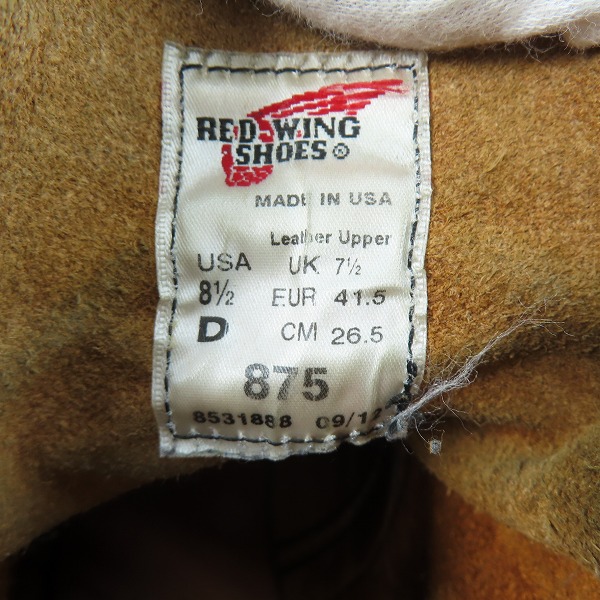 RED WING
SHOES ®
MADE IN USA
Leather Upper
USA UK 7½
8½ EUR 41.5
D CM 26.5
875
8531888 09/12